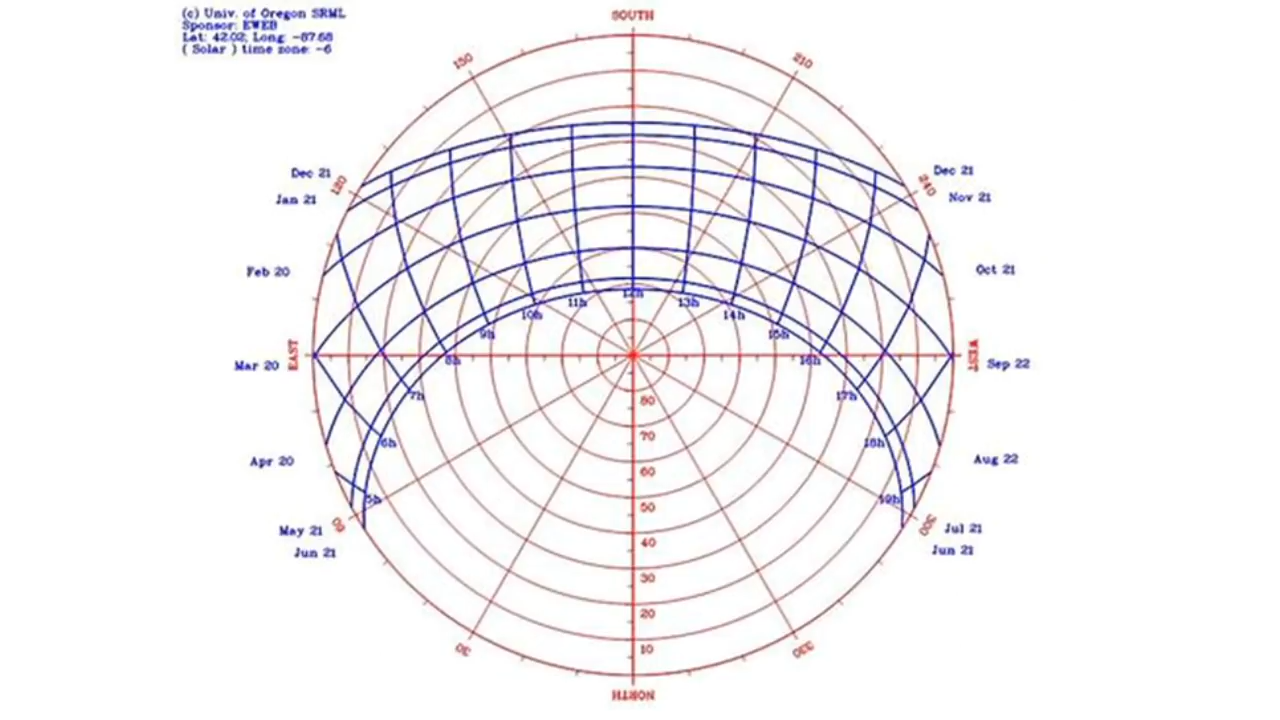 (c) Univ. of Oregon SRML
Sponsor: EWEB
Lat: 42.02; Long: -87.68
( Solar ) time zone: -6
SOUTH
150
210
Dec 21
120
Jan 21
Dec 21
240
Nov 21
Feb 20
Oct 21
11h
12h
13h
10h
14h
9h
15h
EAST
8h
16h
WEST
Mar 20
Sep 22
7h
17h
80
70
6h
18h
Apr 20
Aug 22
60
5h
19h
50
60
300
May 21
Jul 21
Jun 21
Jun 21
40
30
20
10
30
330
NORTH